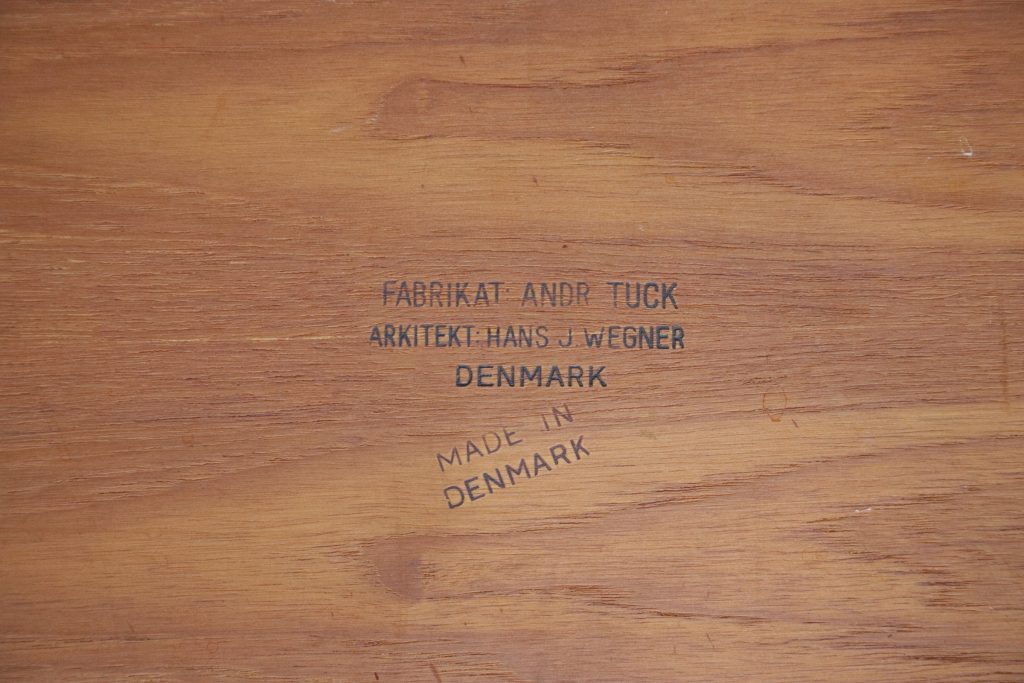 FABRIKAT: ANDR TUCK
ARKITEKT: HANS J. WEGNER
DENMARK
MADE IN
DENMARK